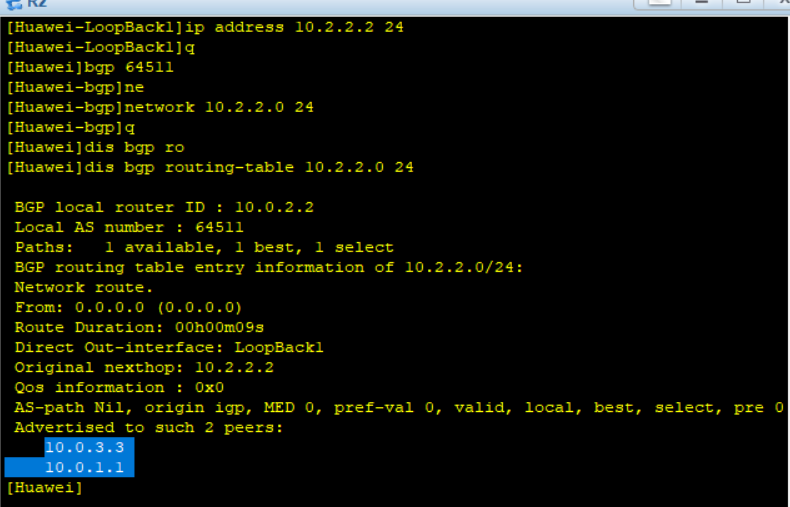 R2
[Huawei-LoopBack1]ip address 10.2.2.2 24
[Huawei-LoopBack1]q
[Huawei]bgp 64511
[Huawei-bgp]ne
[Huawei-bgp]network 10.2.2.0 24
[Huawei-bgp]q
[Huawei]dis bgp ro
[Huawei]dis bgp routing-table 10.2.2.0 24
BGP local router ID : 10.0.2.2
Local AS number : 64511
Paths:   1 available, 1 best, 1 select
BGP routing table entry information of 10.2.2.0/24:
Network route.
From: 0.0.0.0 (0.0.0.0)
Route Duration: 00h00m09s
Direct Out-interface: LoopBack1
Original nexthop: 10.2.2.2
Qos information : 0x0
AS-path Nil, origin igp, MED 0, pref-val 0, valid, local, best, select, pre 0
Advertised to such 2 peers:
10.0.3.3
10.0.1.1
[Huawei]